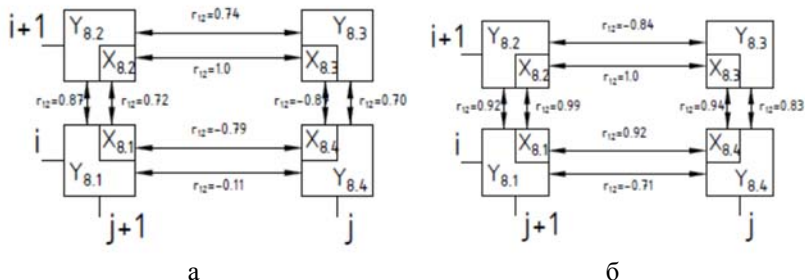 i+1 Y8.2 r12=0.74 Y8.3 i+1 Y8.2 r12=-0.84 Y8.3
X8.2 r12=1.0 X8.3 X8.2 r12=1.0 X8.3
r12=0.87 r12=0.72 r12=-0.87 r12=0.70 r12=0.92 r12=0.99 r12=0.94 r12=0.83
i X8.1 r12=-0.79 X8.4 i X8.1 r12=0.92 X8.4
Y8.1 r12=-0.11 Y8.4 Y8.1 r12=-0.71 Y8.4
j+1 j j+1 j
а б